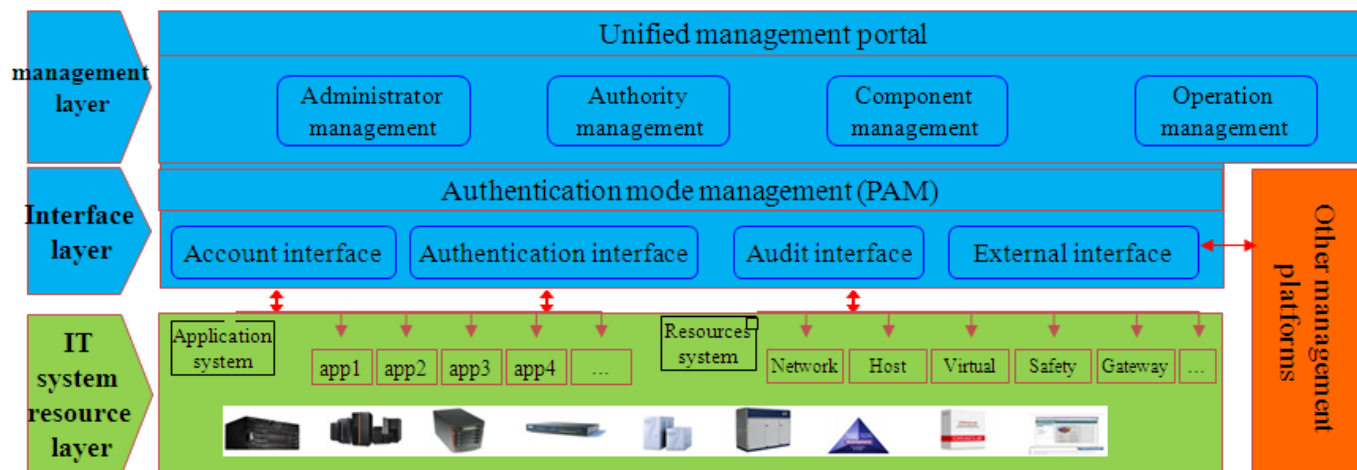 Unified management portal
management
layer
Administrator
management
Authority
management
Component
management
Operation
management
Interface
layer
Authentication mode management (PAM)
Account interface
Authentication interface
Audit interface
External interface
Other management
platforms
IT
system
resource
layer
Application
system
app1
app2
app3
app4
...
Resources
system
Network
Host
Virtual
Safety
Gateway
...